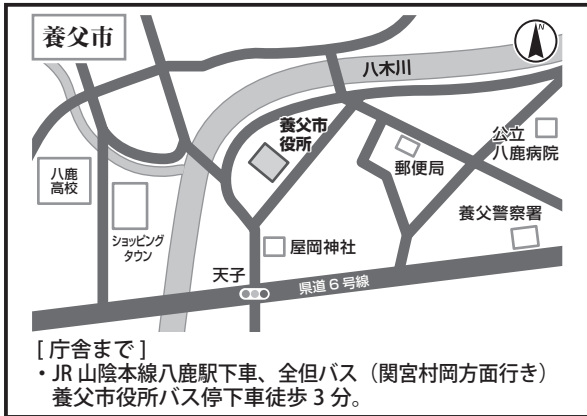 養父市
N
八木川
養父市
役所
公立
八鹿病院
郵便局
八鹿
高校
養父警察署
ショッピング
タウン
屋岡神社
天子
県道6号線
[ 庁舎まで ]
・JR 山陰本線八鹿駅下車、全但バス（関宮村岡方面行き）
養父市役所バス停下車徒歩 3 分。